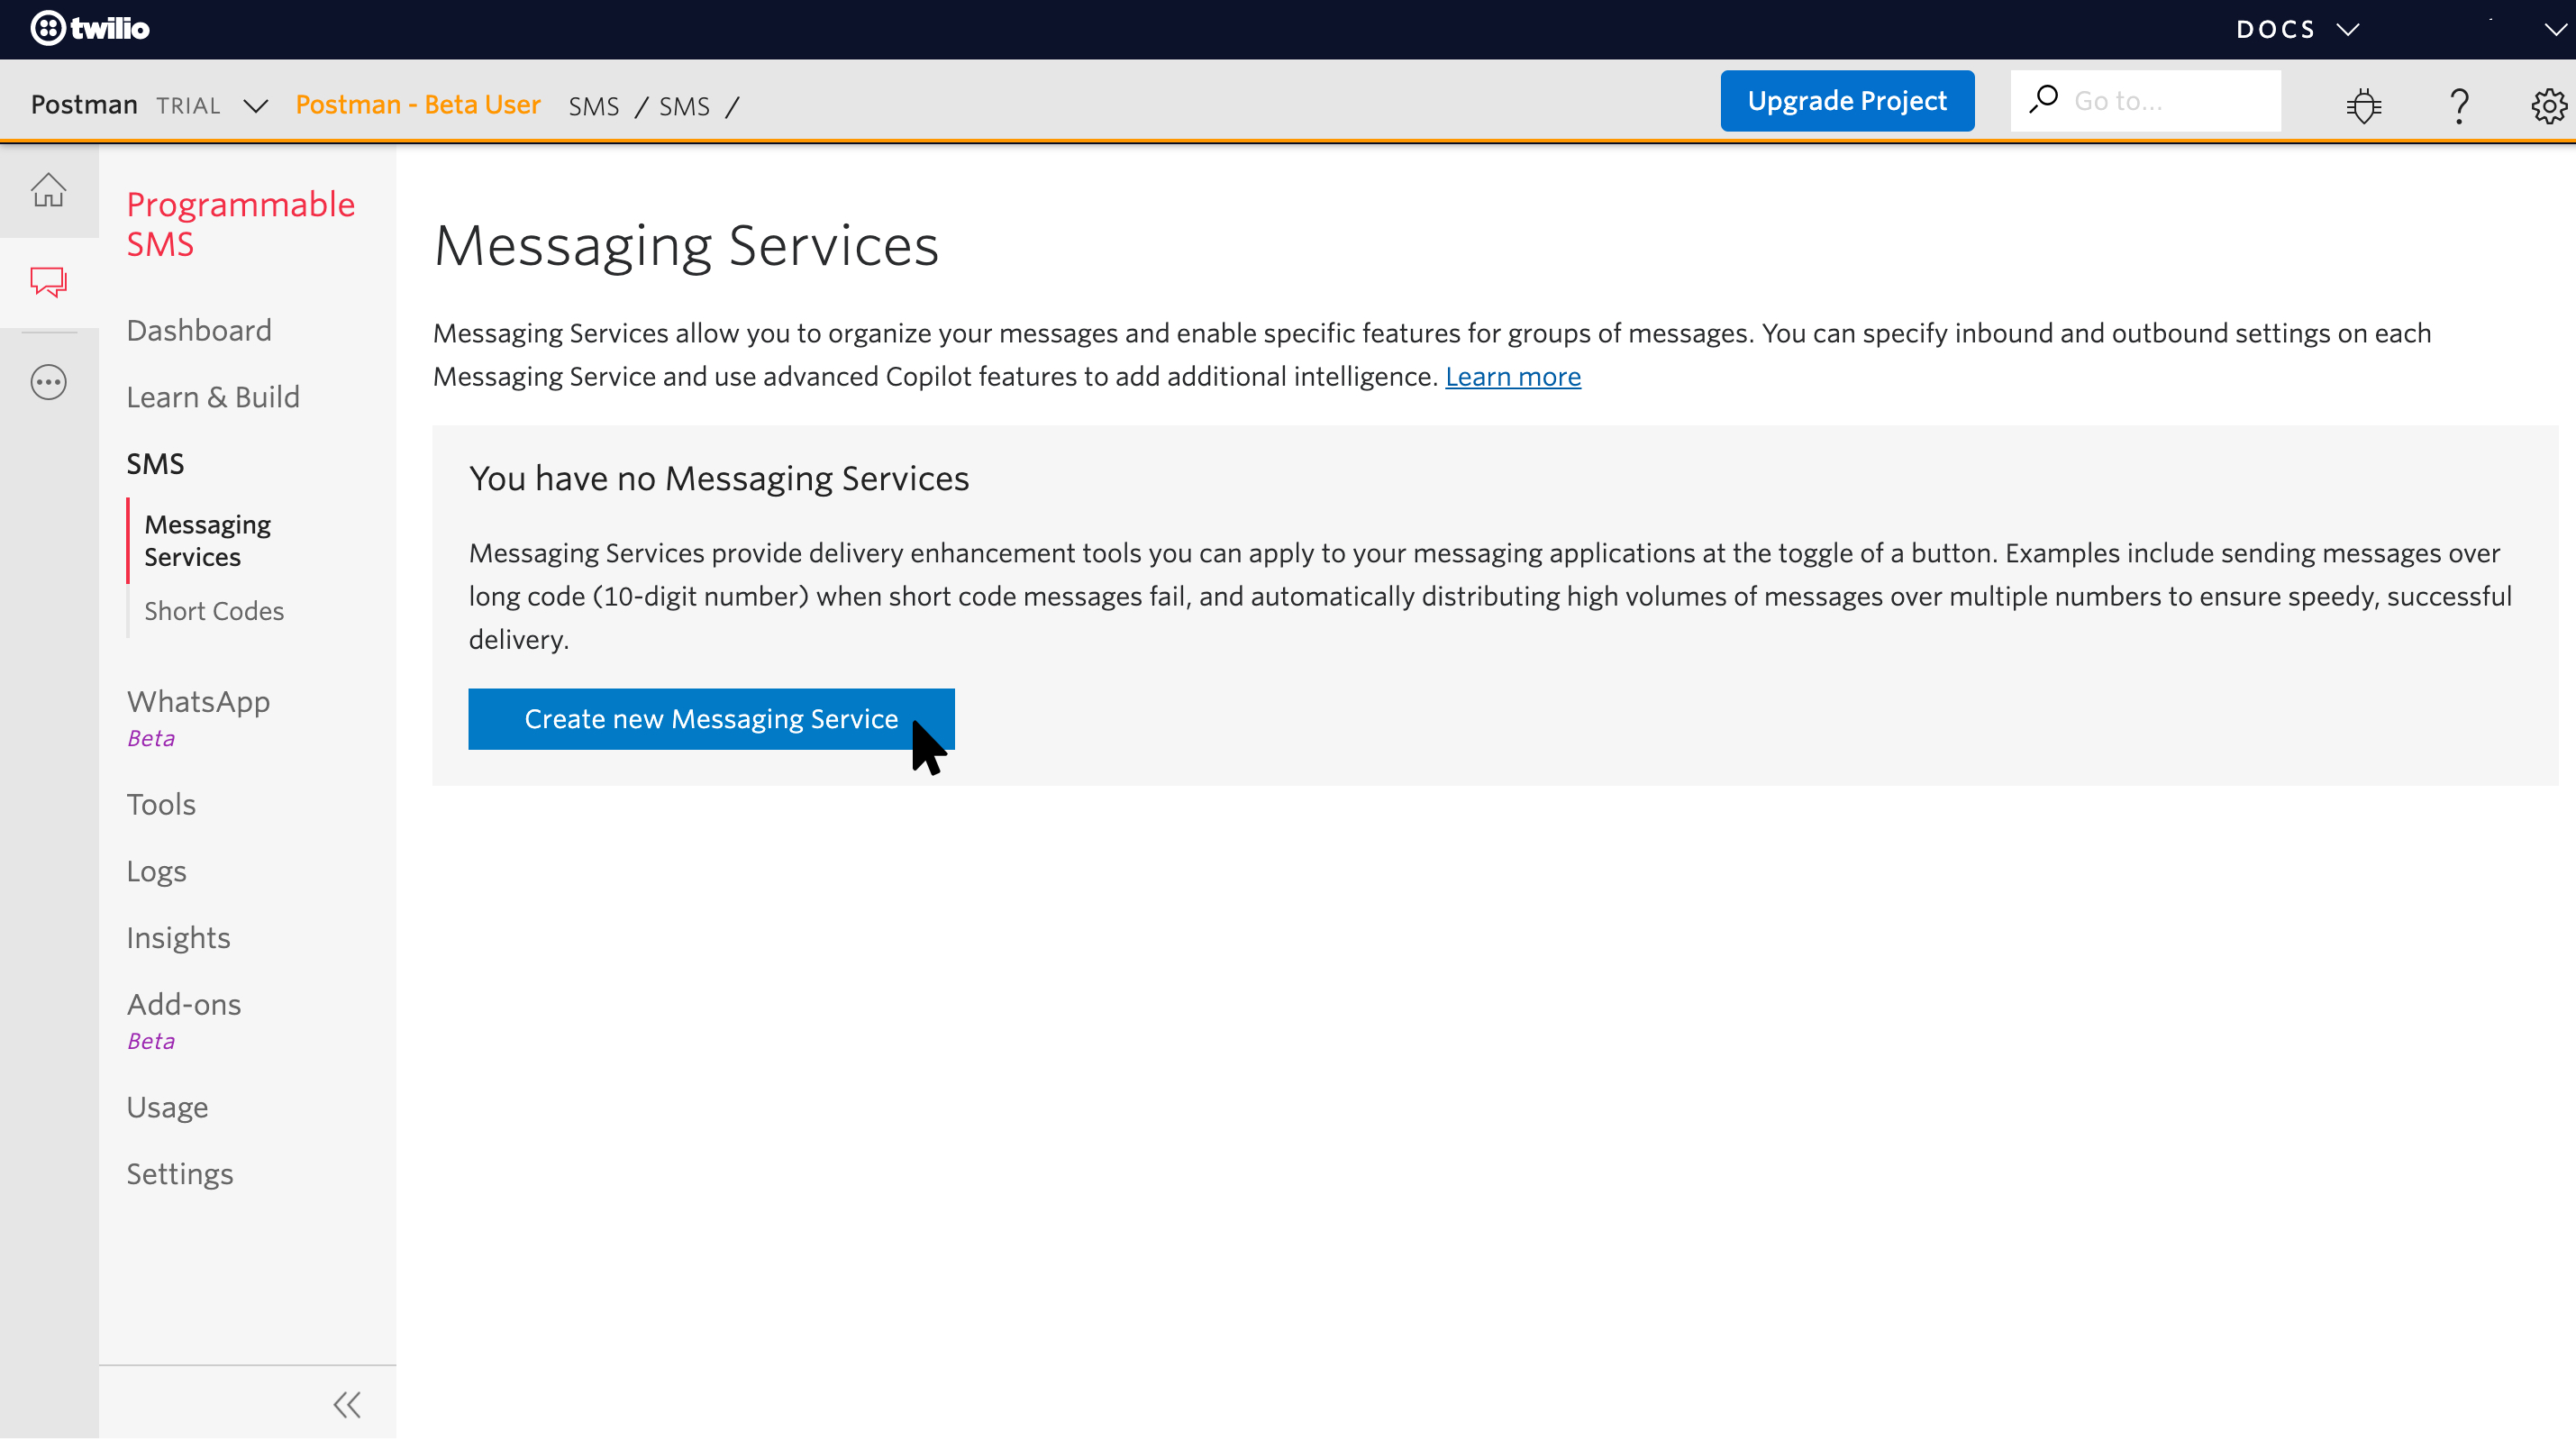 twilio
DOCS
Postman TRIAL Postman - Beta User SMS / SMS /
Upgrade Project
Go to...
Programmable
SMS
Dashboard
Learn & Build
SMS
Messaging
Services
Short Codes
WhatsApp
Beta
Tools
Logs
Insights
Add-ons
Beta
Usage
Settings
Messaging Services
Messaging Services allow you to organize your messages and enable specific features for groups of messages. You can specify inbound and outbound settings on each
Messaging Service and use advanced Copilot features to add additional intelligence. Learn more
You have no Messaging Services
Messaging Services provide delivery enhancement tools you can apply to your messaging applications at the toggle of a button. Examples include sending messages over
long code (10-digit number) when short code messages fail, and automatically distributing high volumes of messages over multiple numbers to ensure speedy, successful
delivery.
Create new Messaging Service